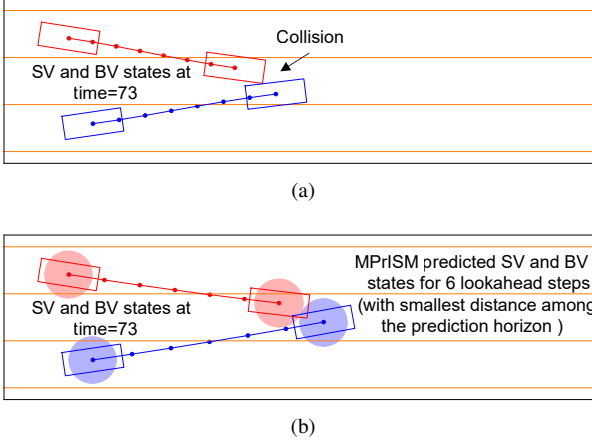 Collision
SV and BV states at
time=73
(a)
MPrISM predicted SV and BV
states for 6 lookahead steps
(with smallest distance among
the prediction horizon )
SV and BV states at
time=73
(b)